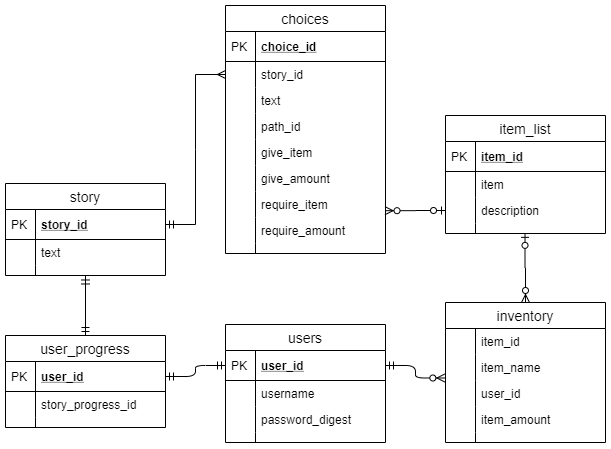 choices
PK choice_id
story_id
text
path_id
give_item
give_amount
require_item
require_amount
item_list
PK item_id
item
description
story
PK story_id
text
user_progress
PK user_id
story_progress_id
users
PK user_id
username
password_digest
inventory
item_id
item_name
user_id
item_amount